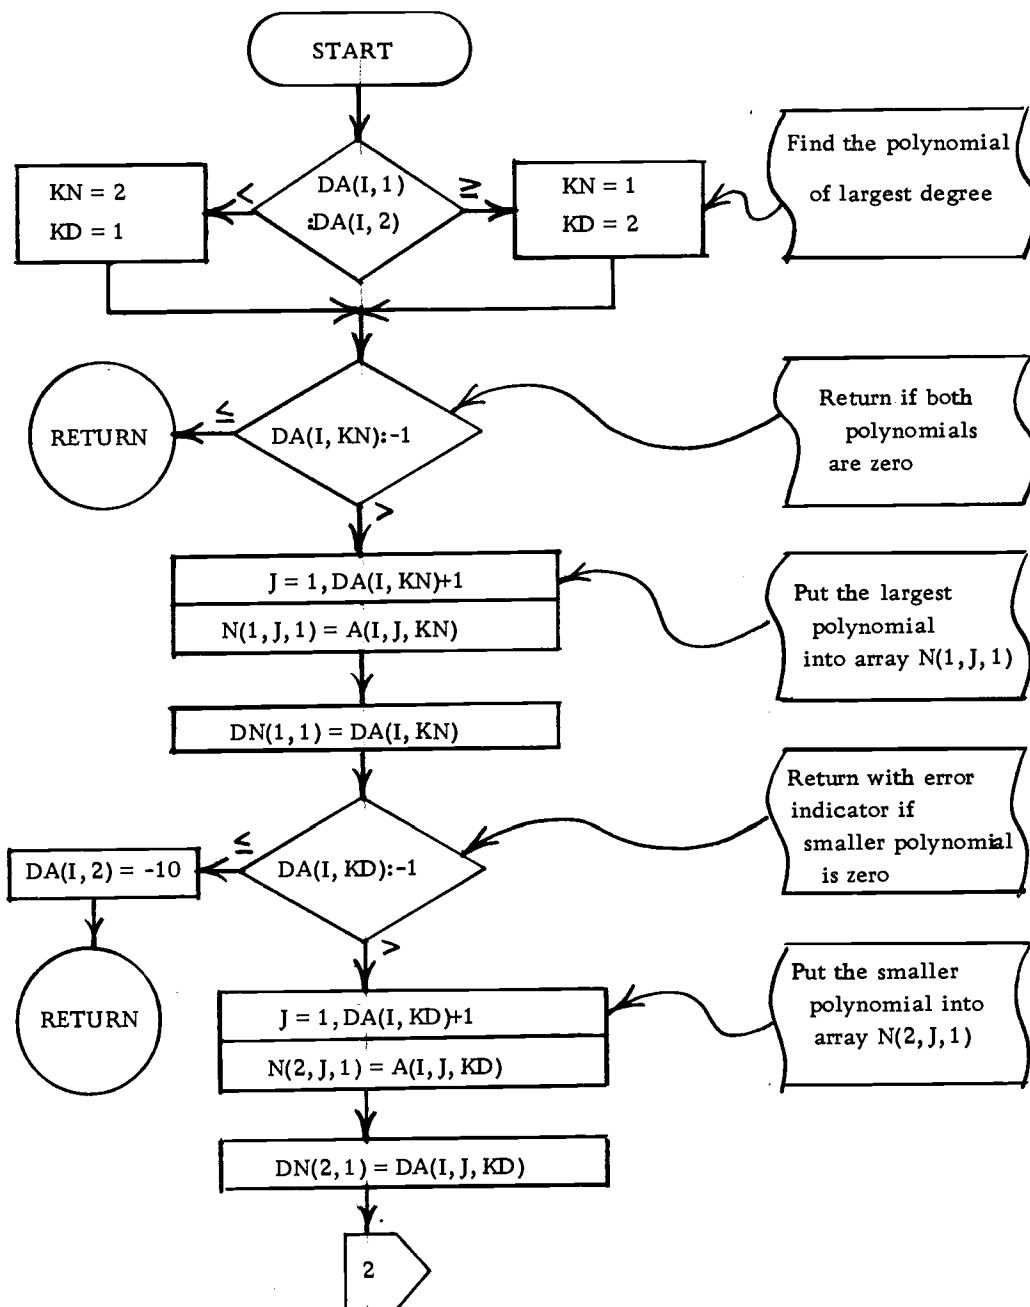 START
DA(I, 1)
:DA(I, 2)
<
≥
KN = 2
KD = 1
KN = 1
KD = 2
Find the polynomial
of largest degree
DA(I, KN):-1
≤
RETURN
>
Return if both
polynomials
are zero
J = 1, DA(I, KN)+1
N(1, J, 1) = A(I, J, KN)
Put the largest
polynomial
into array N(1, J, 1)
DN(1, 1) = DA(I, KN)
DA(I, KD):-1
≤
DA(I, 2) = -10
RETURN
>
Return with error
indicator if
smaller polynomial
is zero
J = 1, DA(I, KD)+1
N(2, J, 1) = A(I, J, KD)
Put the smaller
polynomial into
array N(2, J, 1)
DN(2, 1) = DA(I, J, KD)
2